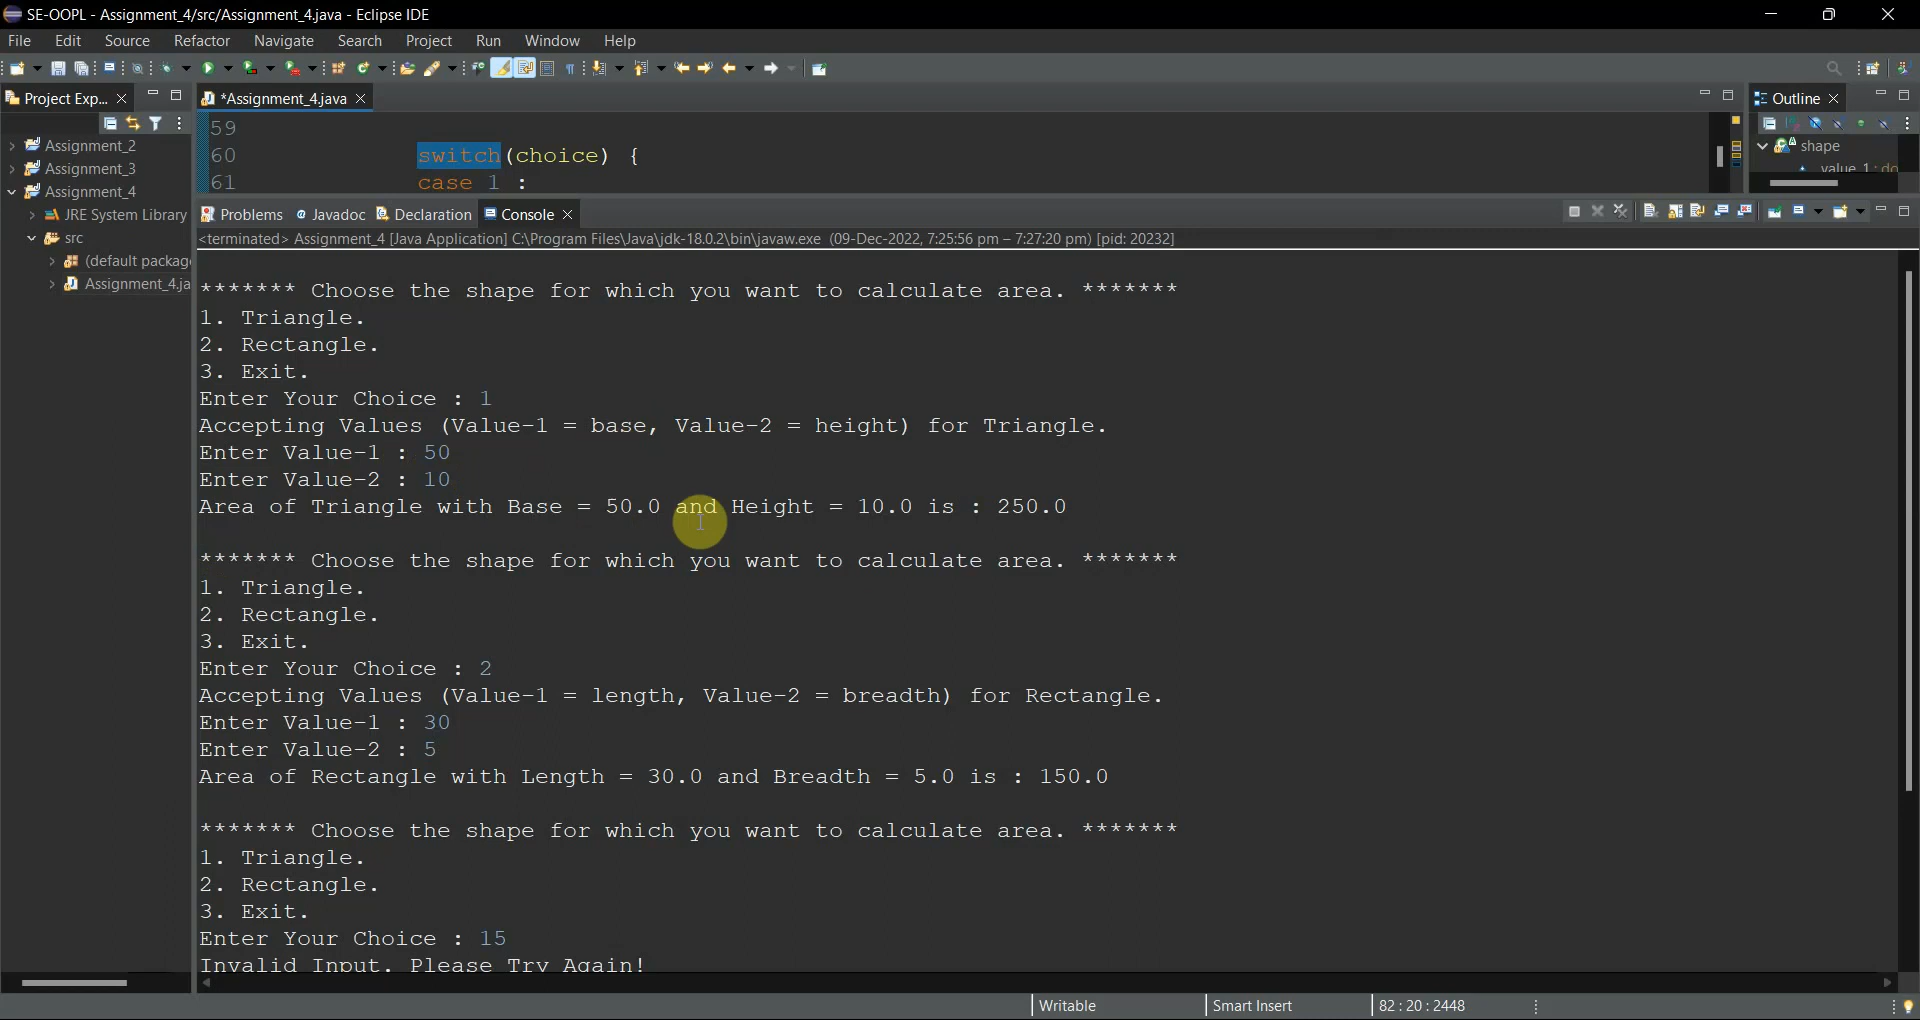 SE-OOPL - Assignment_4/src/Assignment_4.java - Eclipse IDE
File Edit Source Refactor Navigate Search Project Run Window Help
Project Exp...
*Assignment_4.java
Outline
Assignment_2
Assignment_3
Assignment_4
JRE System Library
src
(default package
Assignment_4.ja
59
60 switch(choice) {
61 case 1 :
shape
value_1 : do
Problems Javadoc Declaration Console
<terminated> Assignment_4 [Java Application] C:\Program Files\Java\jdk-18.0.2\bin\javaw.exe (09-Dec-2022, 7:25:56 pm – 7:27:20 pm) [pid: 20232]
******* Choose the shape for which you want to calculate area. *******
1. Triangle.
2. Rectangle.
3. Exit.
Enter Your Choice : 1
Accepting Values (Value-1 = base, Value-2 = height) for Triangle.
Enter Value-1 : 50
Enter Value-2 : 10
Area of Triangle with Base = 50.0 and Height = 10.0 is : 250.0
******* Choose the shape for which you want to calculate area. *******
1. Triangle.
2. Rectangle.
3. Exit.
Enter Your Choice : 2
Accepting Values (Value-1 = length, Value-2 = breadth) for Rectangle.
Enter Value-1 : 30
Enter Value-2 : 5
Area of Rectangle with Length = 30.0 and Breadth = 5.0 is : 150.0
******* Choose the shape for which you want to calculate area. *******
1. Triangle.
2. Rectangle.
3. Exit.
Enter Your Choice : 15
Invalid Input. Please Try Again!
Writable Smart Insert 82 : 20 : 2448